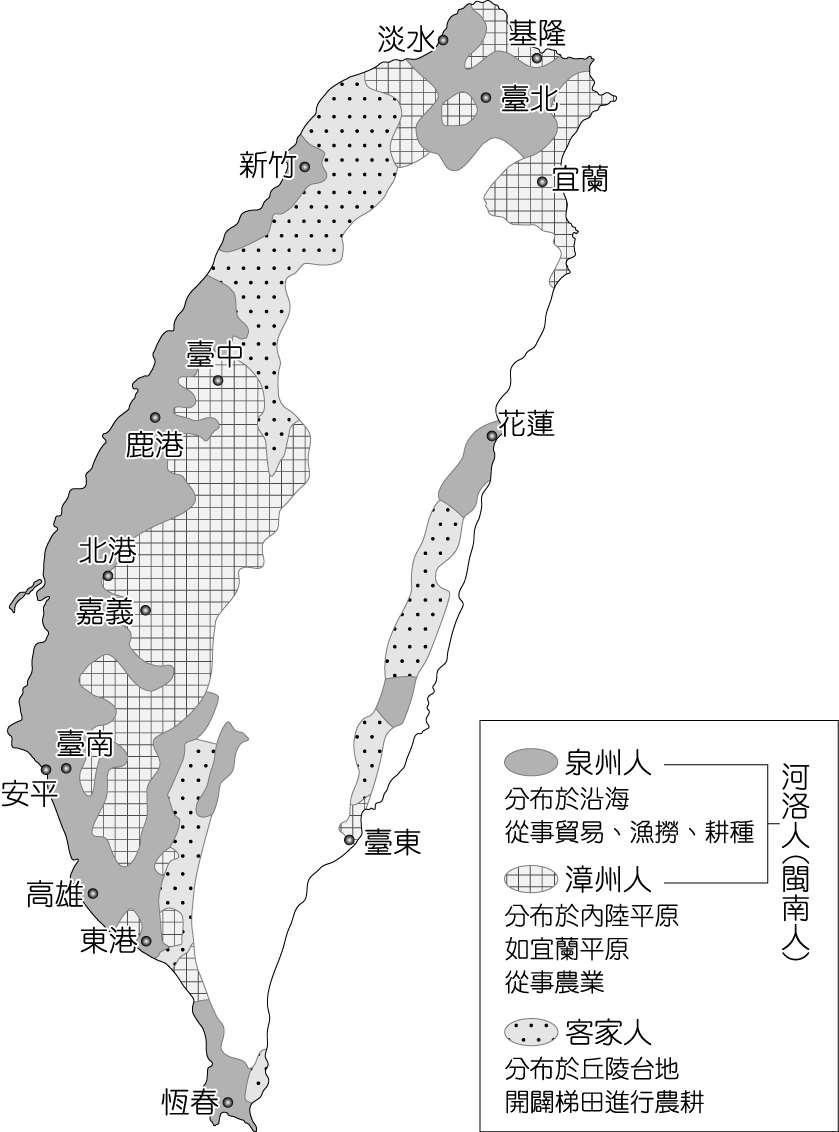 淡水
基隆
臺北
新竹
宜蘭
臺中
鹿港
花蓮
北港
嘉義
臺南
安平
臺東
高雄
東港
恆春
泉州人
分布於沿海
從事貿易、漁撈、耕種
漳州人
分布於內陸平原
如宜蘭平原
從事農業
客家人
分布於丘陵台地
開闢梯田進行農耕
河洛人(閩南人)